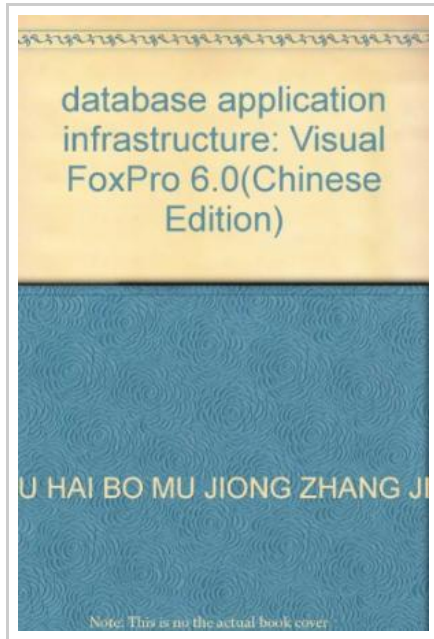 database application
infrastructure: Visual
FoxPro 6.0(Chinese
Edition)
U HAI BO MU JIONG ZHANG JI
Note: This is no the actual book cover